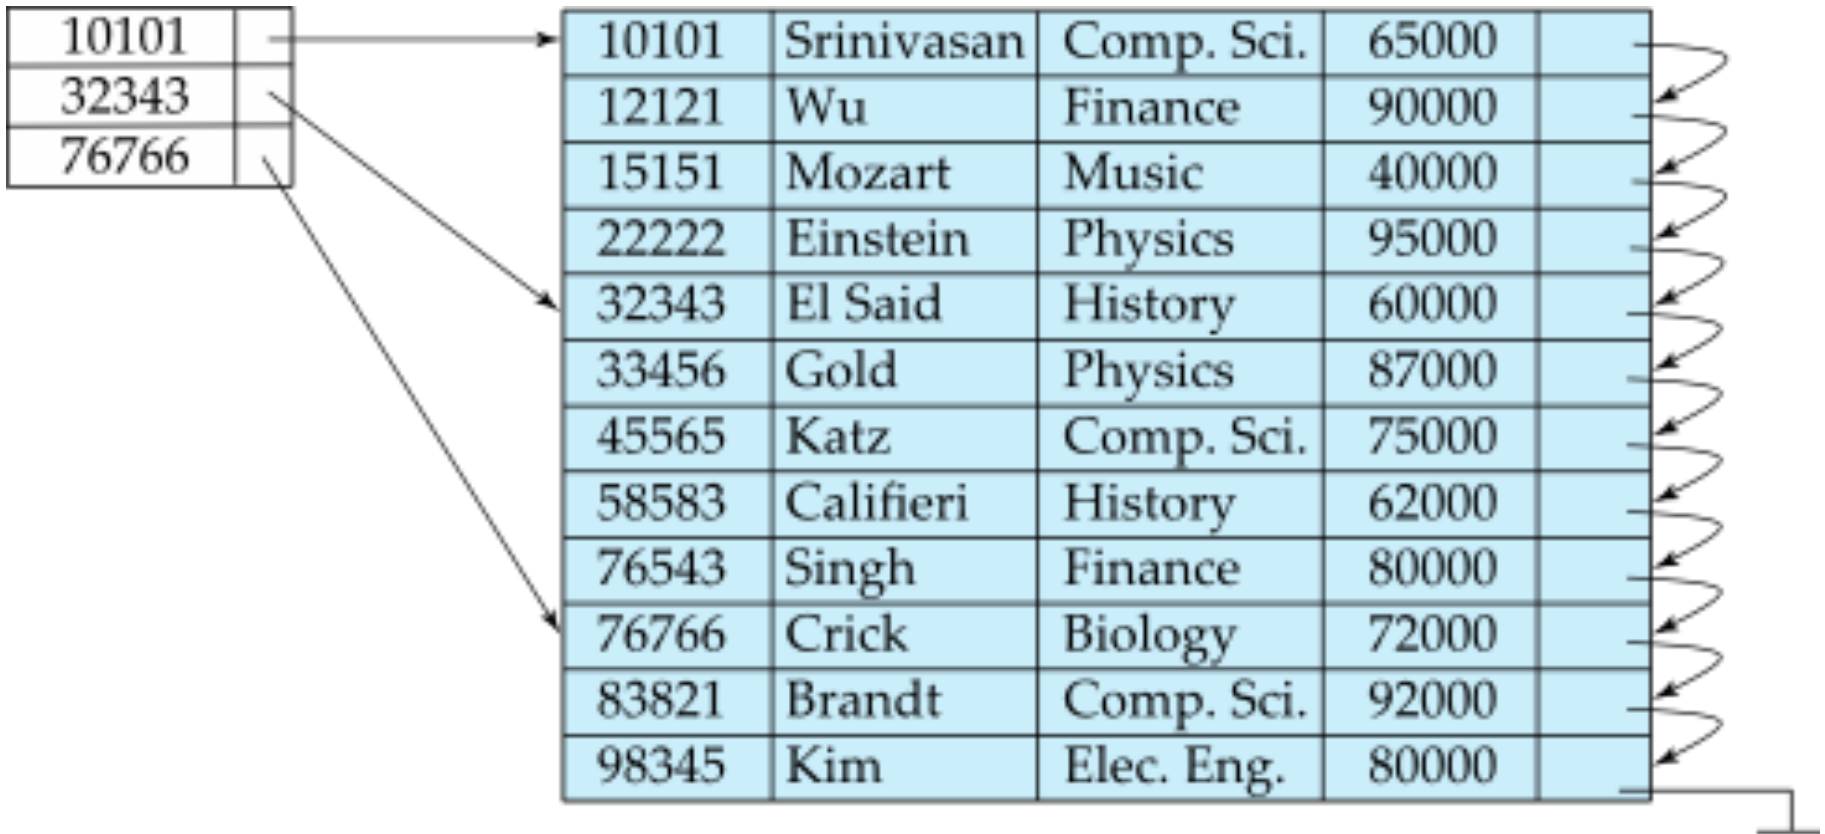 10101
32343
76766
10101 Srinivasan Comp. Sci. 65000
12121 Wu Finance 90000
15151 Mozart Music 40000
22222 Einstein Physics 95000
32343 El Said History 60000
33456 Gold Physics 87000
45565 Katz Comp. Sci. 75000
58583 Califieri History 62000
76543 Singh Finance 80000
76766 Crick Biology 72000
83821 Brandt Comp. Sci. 92000
98345 Kim Elec. Eng. 80000